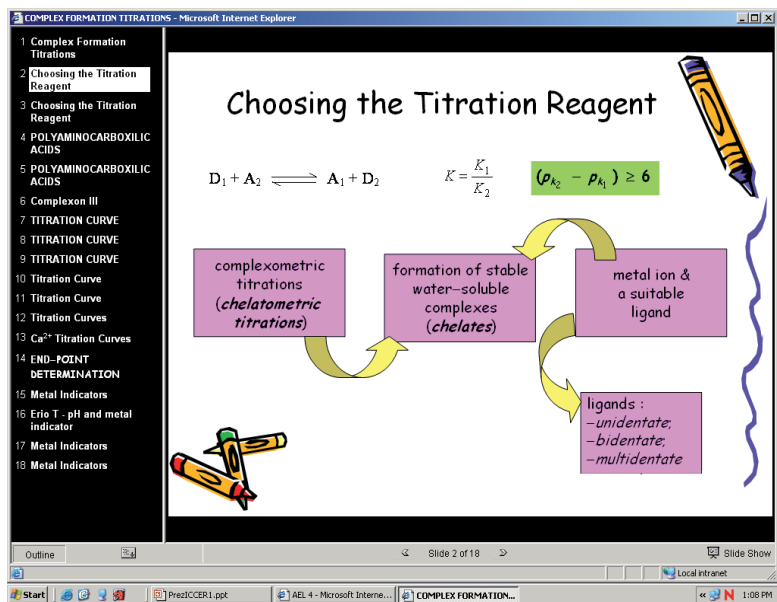 COMPLEX FORMATION TITRATIONS - Microsoft Internet Explorer
1 Complex Formation
Titrations
2 Choosing the Titration
Reagent
3 Choosing the Titration
Reagent
4 POLYAMINOCARBOXILIC
ACIDS
5 POLYAMINOCARBOXILIC
ACIDS
6 Complexon III
7 TITRATION CURVE
8 TITRATION CURVE
9 TITRATION CURVE
10 Titration Curve
11 Titration Curve
12 Titration Curves
13 Ca²⁺ Titration Curves
14 END-POINT
DETERMINATION
15 Metal Indicators
16 Erio T - pH and metal
indicator
17 Metal Indicators
18 Metal Indicators
Choosing the Titration Reagent
D₁ + A₂ ⇌ A₁ + D₂
K = K₁/K₂
(pₖ₂ − pₖ₁) ≥ 6
complexometric
titrations
(chelatometric
titrations)
formation of stable
water–soluble
complexes
(chelates)
metal ion &
a suitable
ligand
ligands :
–unidentate;
–bidentate;
–multidentate
Outline
Slide 2 of 18
Slide Show
Local intranet
Start
PrezICCER1.ppt
AEL 4 - Microsoft Interne...
COMPLEX FORMATION...
1:08 PM